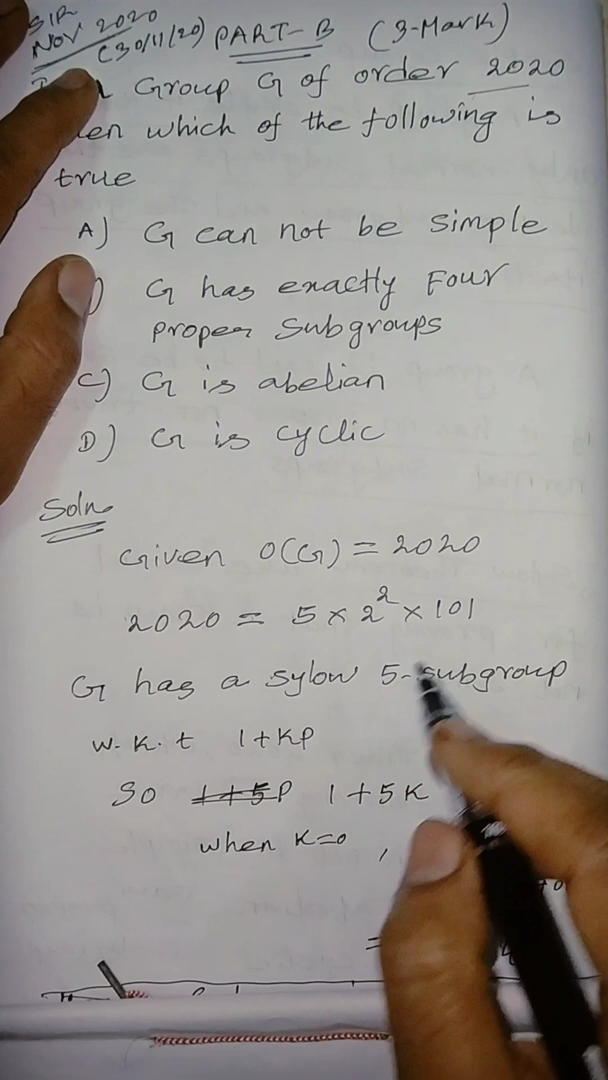 SIR
NOV 2020
(30/11/20) PART-B (3-Mark)
Group G of order 2020
which of the following is
true
A) G can not be simple
) G has exactly Four
proper subgroups
C) G is abelian
D) G is cyclic
Soln
Given O(G) = 2020
2020 = 5 × 2² × 101
G has a sylow 5-subgroup,
w.k.t 1+kp
So 1+5P 1+5K
when K=0 ,
=